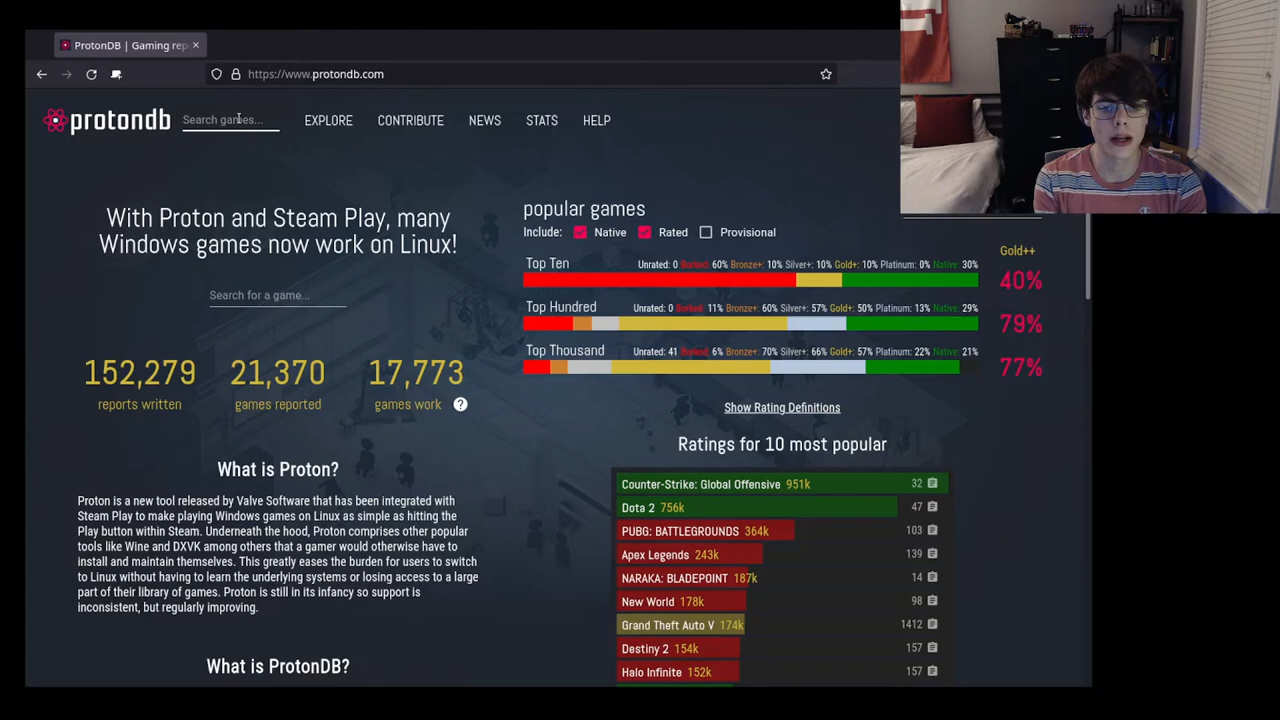 ProtonDB | Gaming rep
https://www.protondb.com
protondb
Search games...
EXPLORE
CONTRIBUTE
NEWS
STATS
HELP
With Proton and Steam Play, many
Windows games now work on Linux!
Search for a game...
152,279
reports written
21,370
games reported
17,773
games work
?
What is Proton?
Proton is a new tool released by Valve Software that has been integrated with
Steam Play to make playing Windows games on Linux as simple as hitting the
Play button within Steam. Underneath the hood, Proton comprises other popular
tools like Wine and DXVK among others that a gamer would otherwise have to
install and maintain themselves. This greatly eases the burden for users to switch
to Linux without having to learn the underlying systems or losing access to a large
part of their library of games. Proton is still in its infancy so support is
inconsistent, but regularly improving.
What is ProtonDB?
popular games
Include: Native Rated Provisional
Gold++
Top Ten Unrated: 0 Borked: 60% Bronze+: 10% Silver+: 10% Gold+: 10% Platinum: 0% Native: 30%
40%
Top Hundred Unrated: 0 Borked: 11% Bronze+: 60% Silver+: 57% Gold+: 50% Platinum: 13% Native: 29%
79%
Top Thousand Unrated: 41 Borked: 6% Bronze+: 70% Silver+: 66% Gold+: 57% Platinum: 22% Native: 21%
77%
Show Rating Definitions
Ratings for 10 most popular
Counter-Strike: Global Offensive 951k 32
Dota 2 756k 47
PUBG: BATTLEGROUNDS 364k 103
Apex Legends 243k 139
NARAKA: BLADEPOINT 187k 14
New World 178k 98
Grand Theft Auto V 174k 1412
Destiny 2 154k 157
Halo Infinite 152k 157